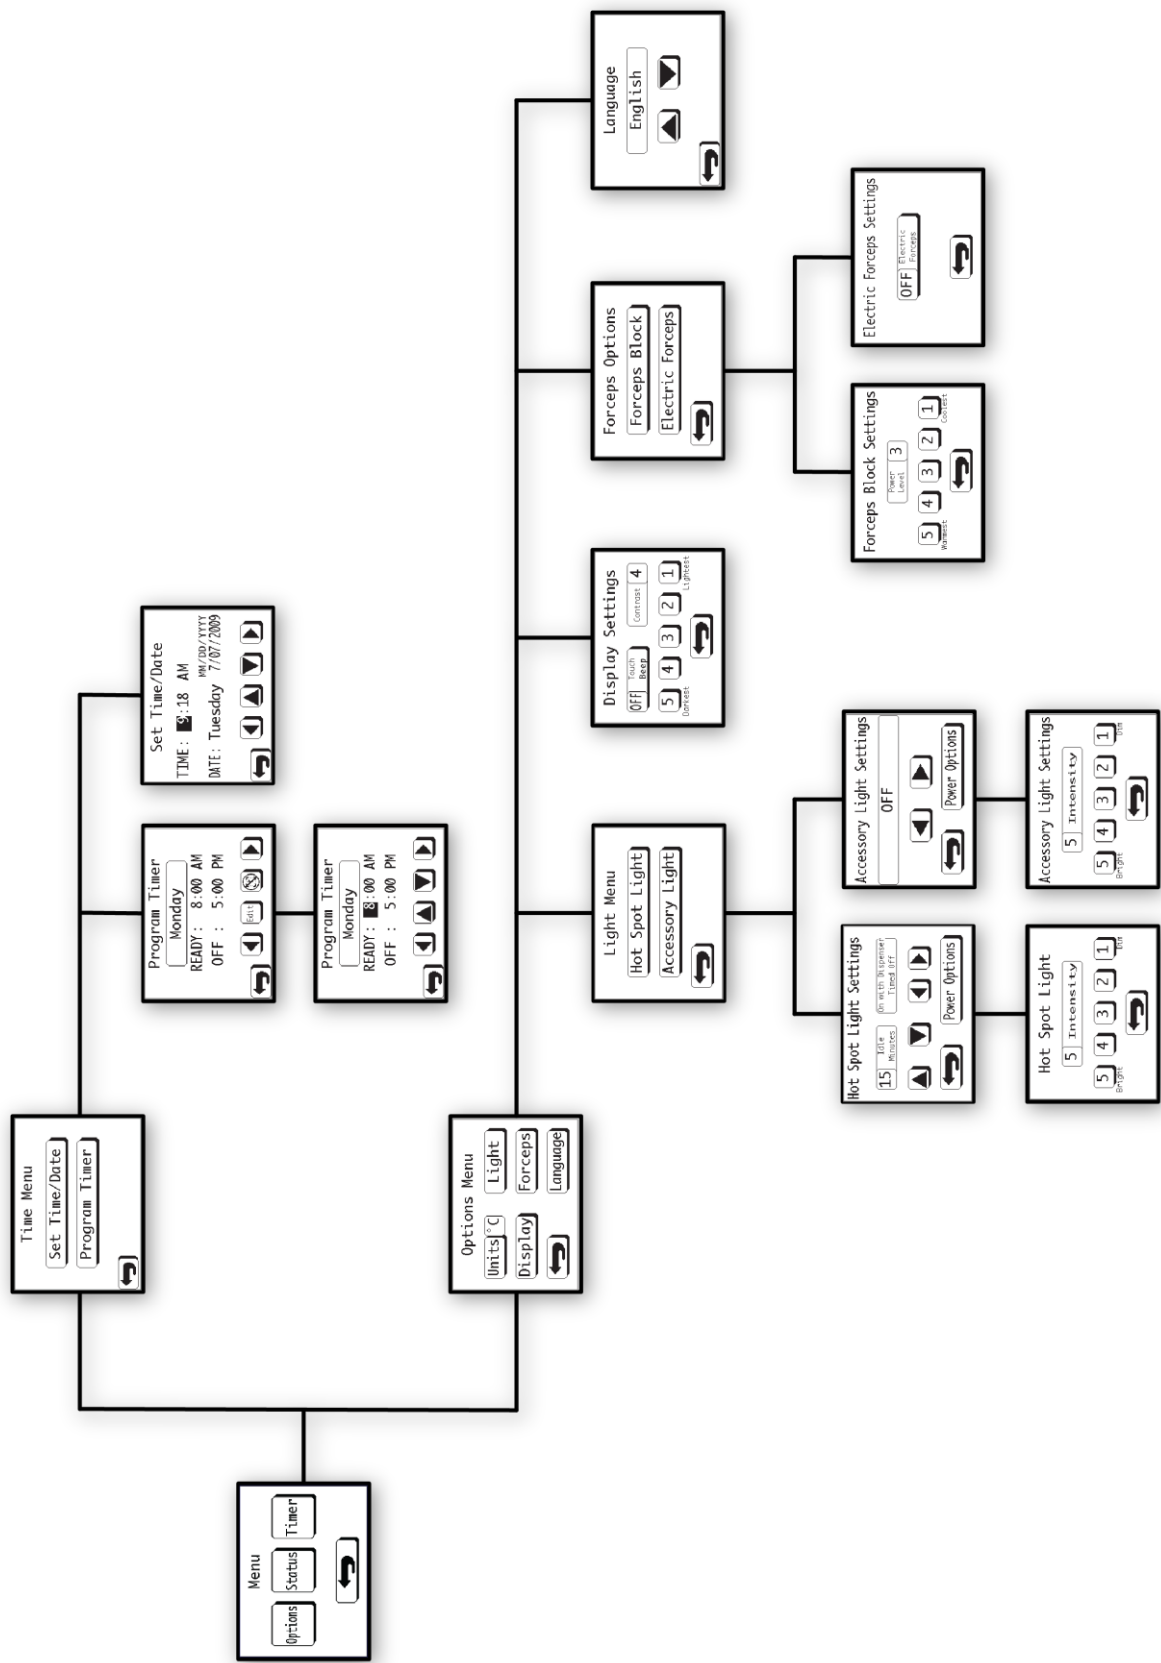 Menu
Options Status Timer
Time Menu
Set Time/Date
Program Timer
Program Timer
Monday
READY: 8:00 AM
OFF : 5:00 PM
Edit
Program Timer
Monday
READY: 8:00 AM
OFF : 5:00 PM
Set Time/Date
TIME: 9:18 AM
MM/DD/YYYY
DATE: Tuesday 7/07/2009
Options Menu
Units °C Light
Display Forceps
Language
Light Menu
Hot Spot Light
Accessory Light
Hot Spot Light Settings
15 Idle Minutes On with Dispenser
Timed Off
Power Options
Hot Spot Light
5 Intensity
5 4 3 2 1
Bright Dim
Accessory Light Settings
OFF
Power Options
Accessory Light Settings
5 Intensity
5 4 3 2 1
Bright Dim
Display Settings
OFF Touch Beep Contrast 4
5 4 3 2 1
Darkest Lightest
Forceps Options
Forceps Block
Electric Forceps
Forceps Block Settings
Power Level 3
5 4 3 2 1
Warmest Coolest
Electric Forceps Settings
OFF Electric Forceps
Language
English